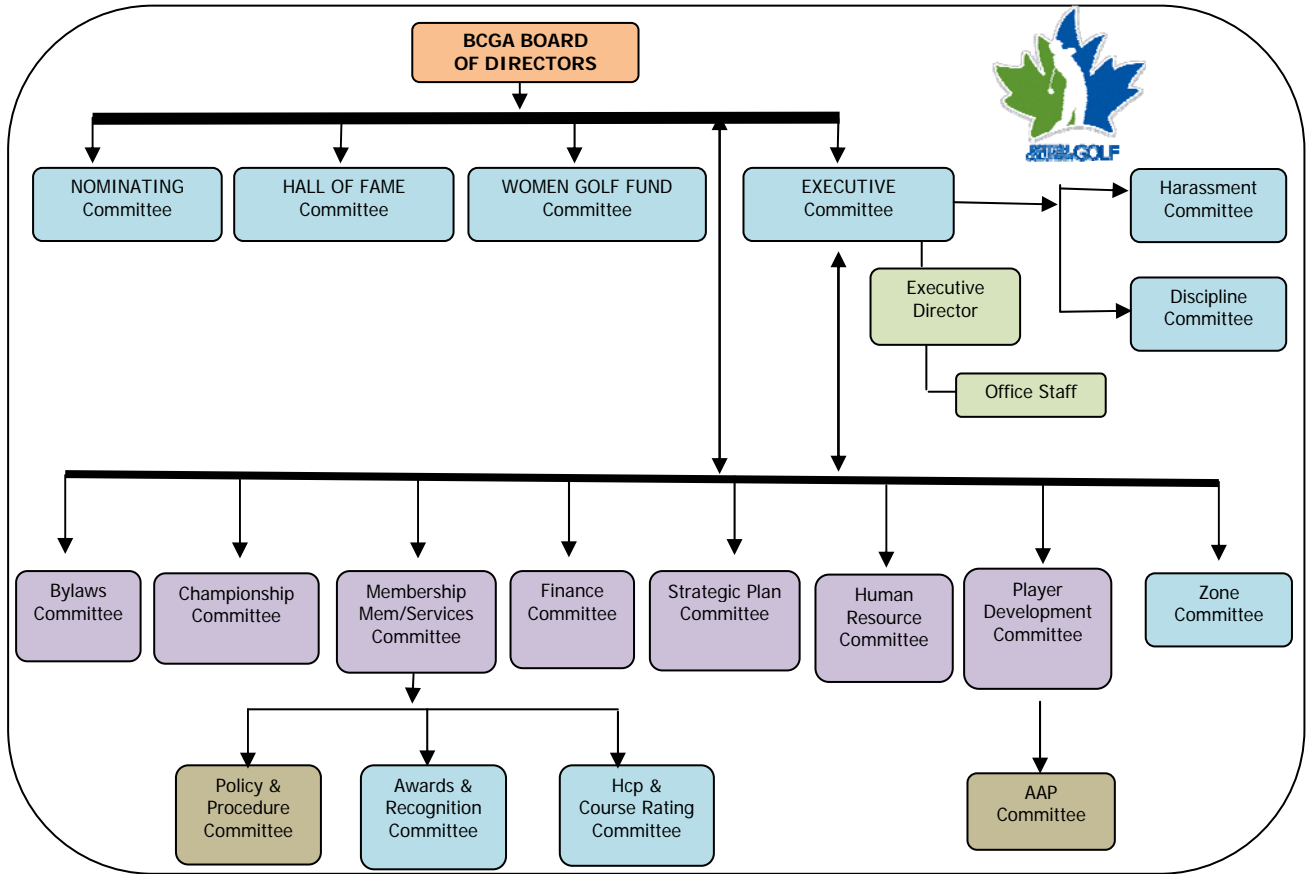 BCGA BOARD
OF DIRECTORS
GOLF
NOMINATING
Committee
HALL OF FAME
Committee
WOMEN GOLF FUND
Committee
EXECUTIVE
Committee
Harassment
Committee
Executive
Director
Discipline
Committee
Office Staff
Bylaws
Committee
Championship
Committee
Membership
Mem/Services
Committee
Finance
Committee
Strategic Plan
Committee
Human
Resource
Committee
Player
Development
Committee
Zone
Committee
Policy &
Procedure
Committee
Awards &
Recognition
Committee
Hcp &
Course Rating
Committee
AAP
Committee